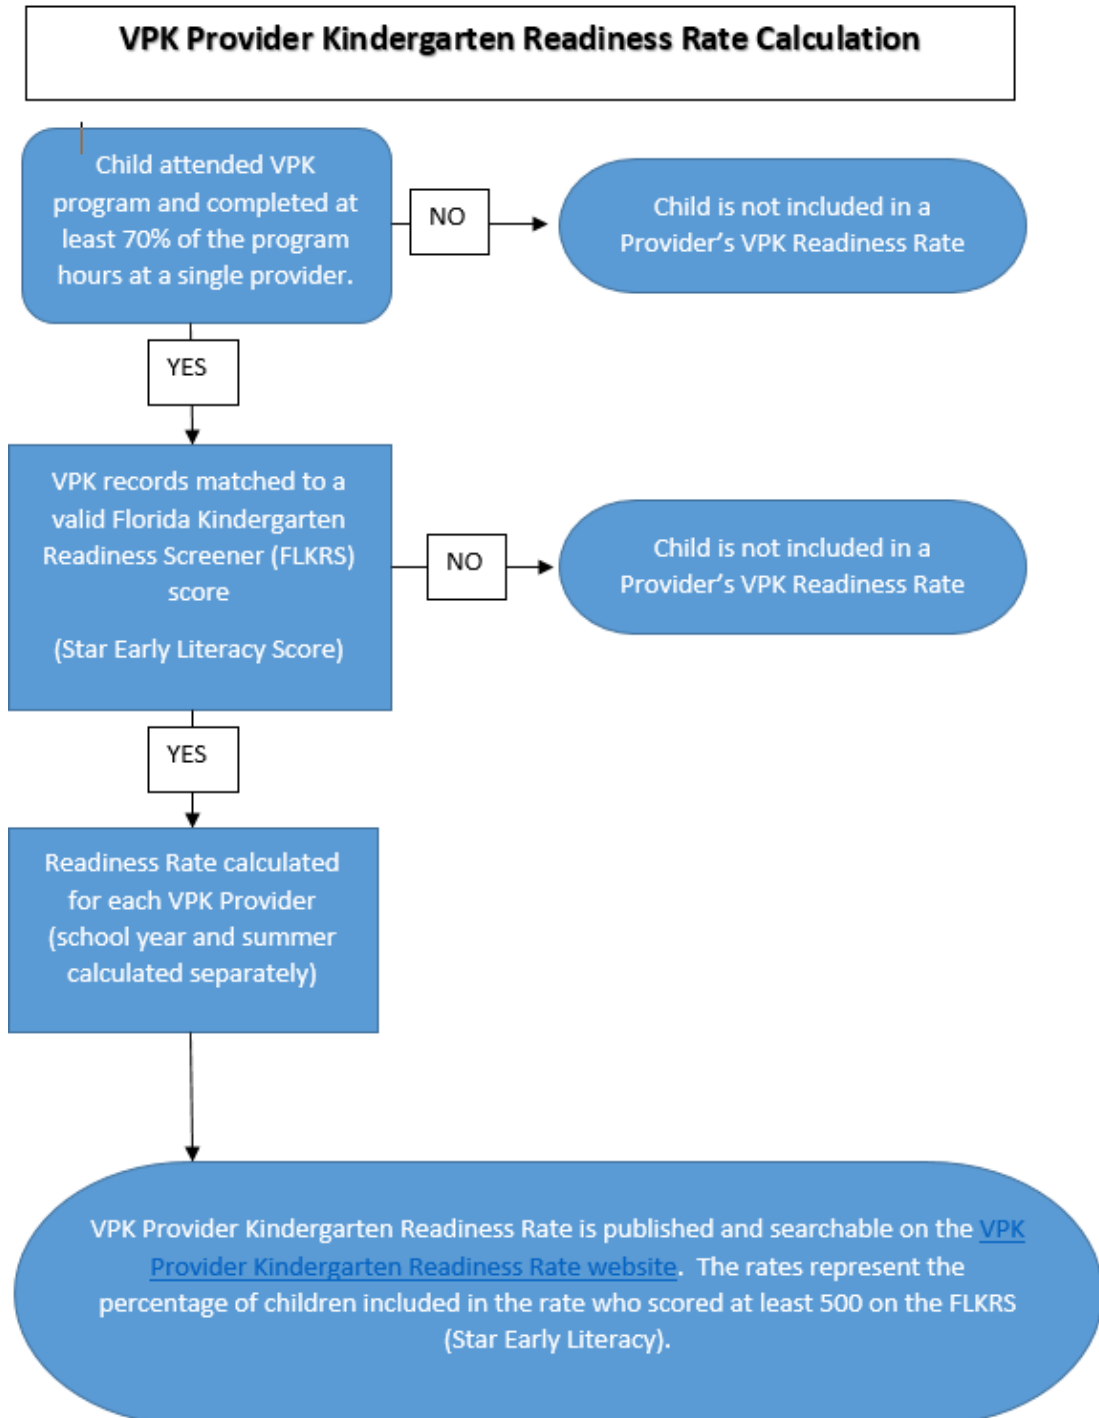 VPK Provider Kindergarten Readiness Rate Calculation
Child attended VPK
program and completed at
least 70% of the program
hours at a single provider.
NO
Child is not included in a
Provider’s VPK Readiness Rate
YES
VPK records matched to a
valid Florida Kindergarten
Readiness Screener (FLKRS)
score
(Star Early Literacy Score)
NO
Child is not included in a
Provider’s VPK Readiness Rate
YES
Readiness Rate calculated
for each VPK Provider
(school year and summer
calculated separately)
VPK Provider Kindergarten Readiness Rate is published and searchable on the VPK
Provider Kindergarten Readiness Rate website. The rates represent the
percentage of children included in the rate who scored at least 500 on the FLKRS
(Star Early Literacy).